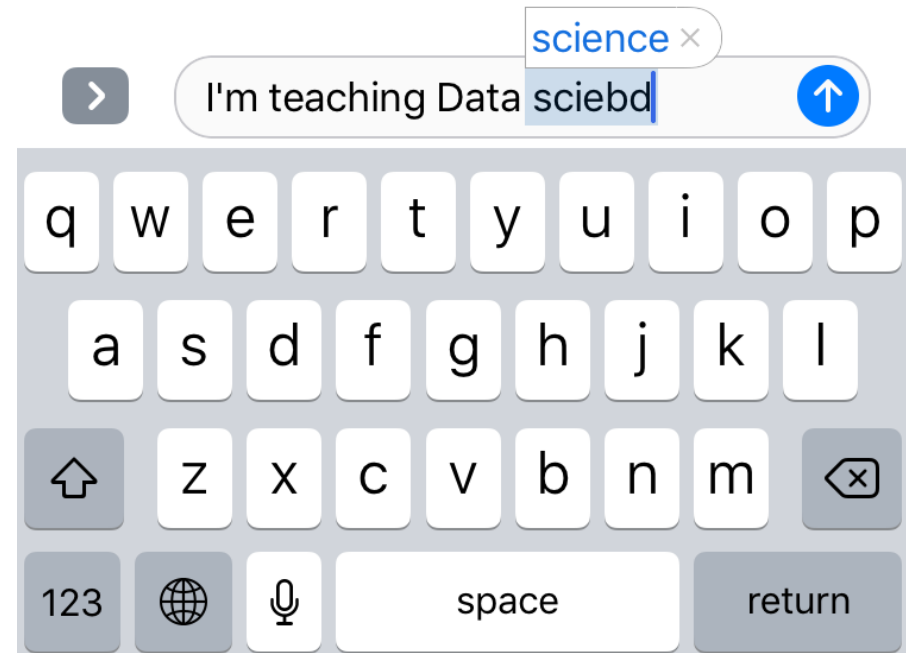 science ×
I'm teaching Data sciebd
q w e r t y u i o p
a s d f g h j k l
z x c v b n m
123 space return